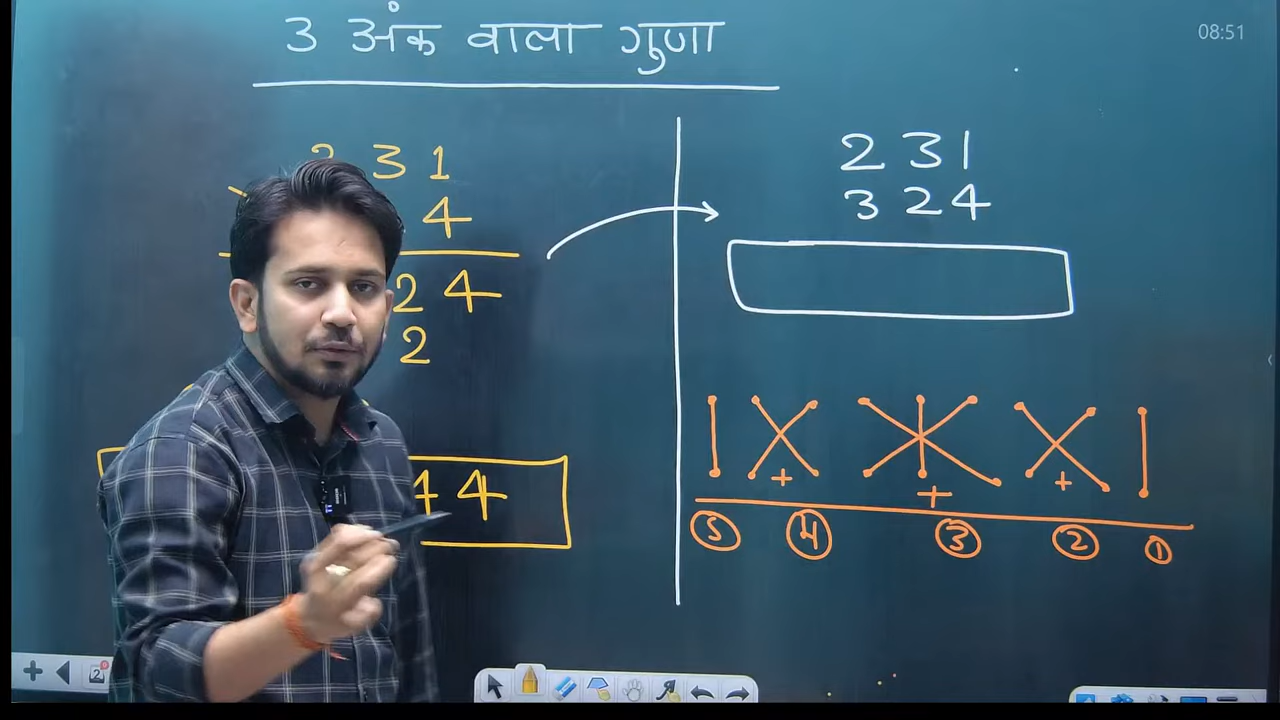 3 अंक वाला गुणा
08:51
3 1
4
2 4
2
4 4
2 3 1
3 2 4
+ + +
5 4 3 2 1